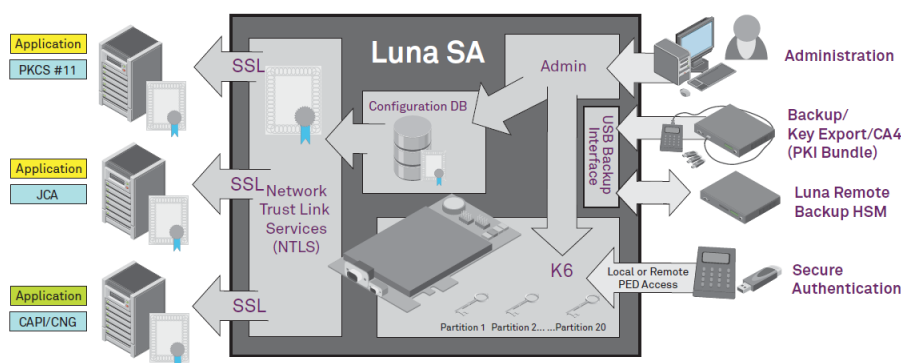 Application
PKCS #11
SSL
Luna SA
Admin
Administration
Configuration DB
USB Backup
Interface
Backup/
Key Export/CA4
(PKI Bundle)
Application
JCA
SSL
Network
Trust Link
Services
(NTLS)
Luna Remote
Backup HSM
K6
Local or Remote
PED Access
Secure
Authentication
Application
CAPI/CNG
SSL
Partition 1
Partition 2... ...Partition 20